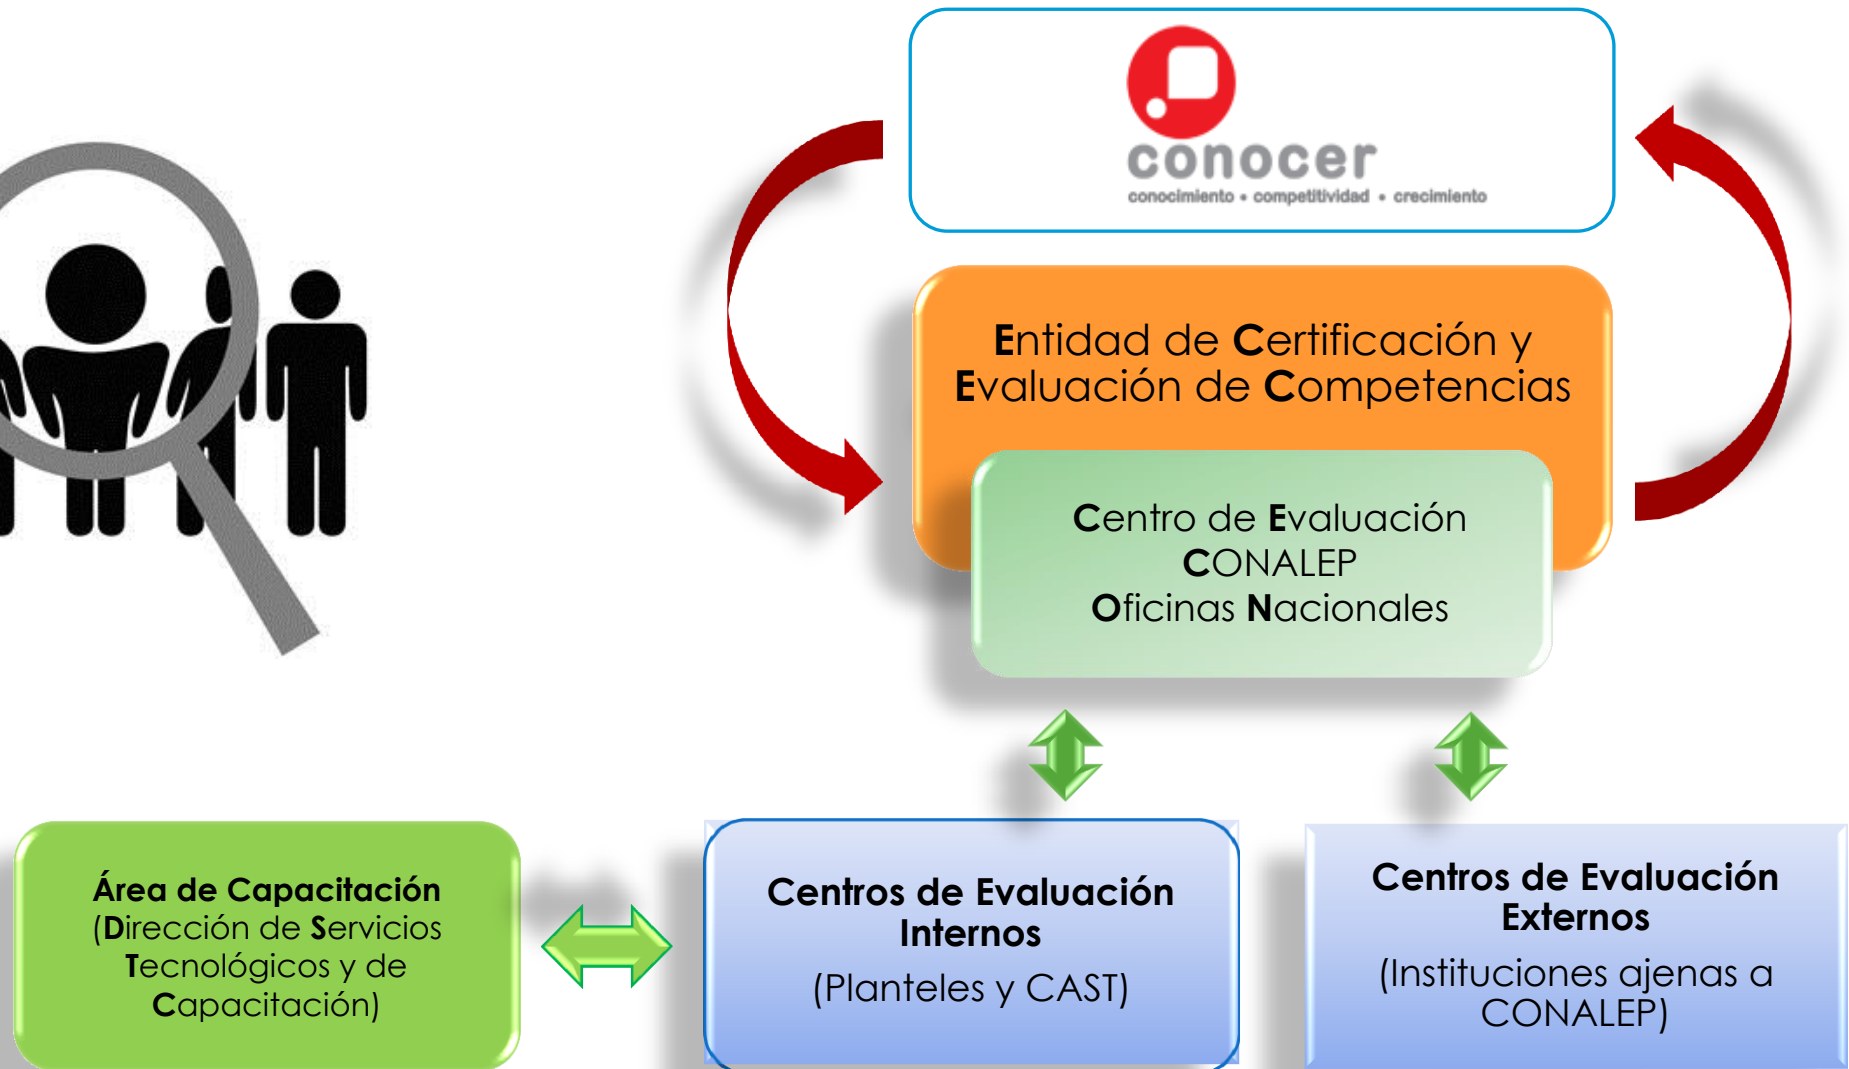 conocer
conocimiento • competitividad • crecimiento
Entidad de Certificación y
Evaluación de Competencias
Centro de Evaluación
CONALEP
Oficinas Nacionales
Área de Capacitación
(Dirección de Servicios
Tecnológicos y de
Capacitación)
Centros de Evaluación
Internos
(Planteles y CAST)
Centros de Evaluación
Externos
(Instituciones ajenas a
CONALEP)